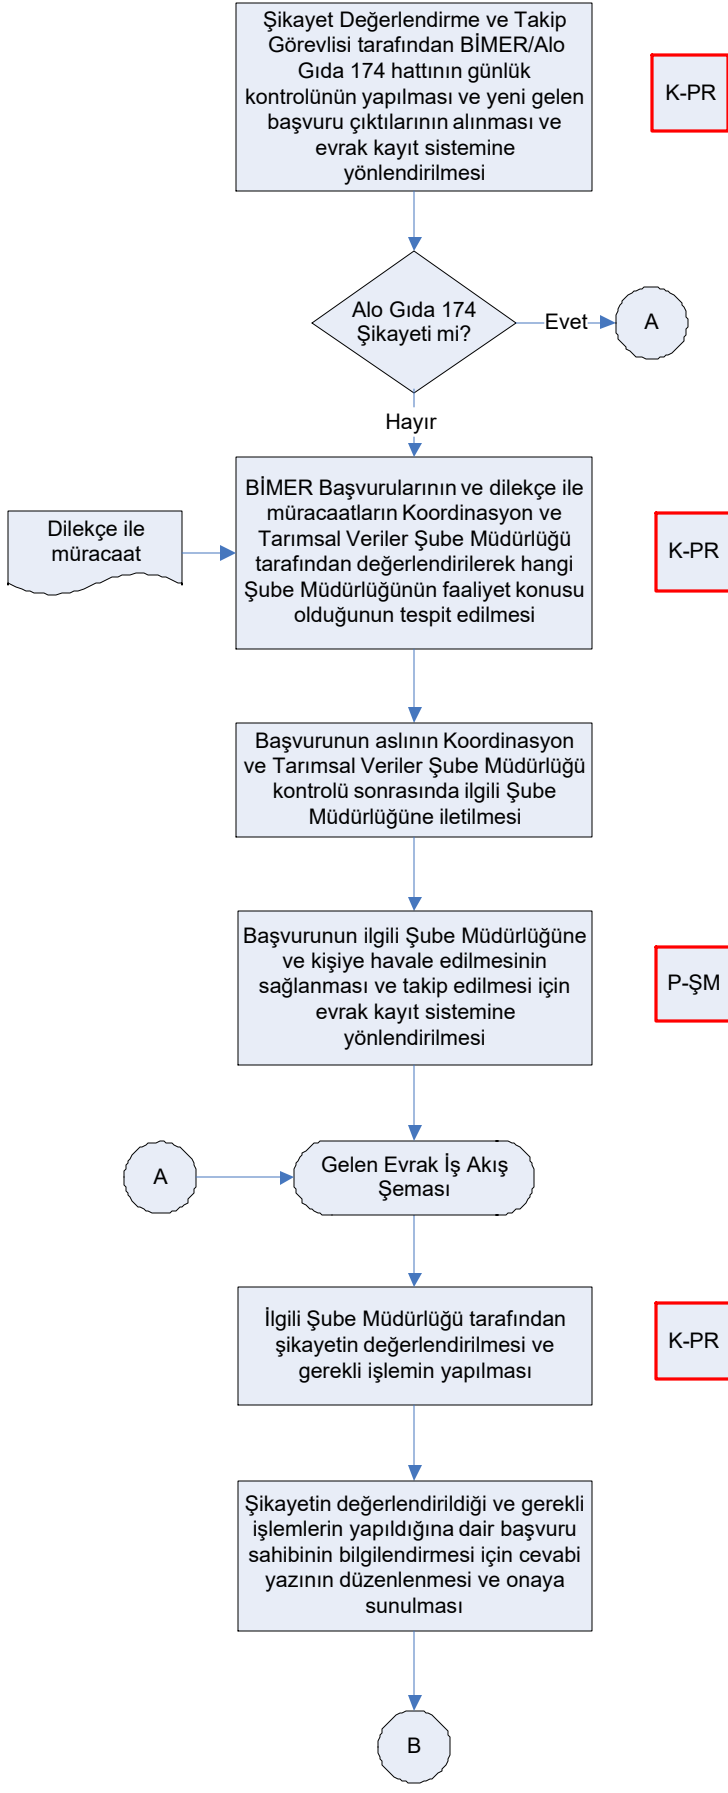 Şikayet Değerlendirme ve Takip
Görevlisi tarafından BİMER/Alo
Gıda 174 hattının günlük
kontrolünün yapılması ve yeni gelen
başvuru çıktılarının alınması ve
evrak kayıt sistemine
yönlendirilmesi
K-PR
Alo Gıda 174
Şikayeti mi?
Evet
A
Hayır
BİMER Başvurularının ve dilekçe ile
müracaatların Koordinasyon ve
Tarımsal Veriler Şube Müdürlüğü
tarafından değerlendirilerek hangi
Şube Müdürlüğünün faaliyet konusu
olduğunun tespit edilmesi
Dilekçe ile
müracaat
K-PR
Başvurunun aslının Koordinasyon
ve Tarımsal Veriler Şube Müdürlüğü
kontrolü sonrasında ilgili Şube
Müdürlüğüne iletilmesi
Başvurunun ilgili Şube Müdürlüğüne
ve kişiye havale edilmesinin
sağlanması ve takip edilmesi için
evrak kayıt sistemine
yönlendirilmesi
P-ŞM
A
Gelen Evrak İş Akış
Şeması
İlgili Şube Müdürlüğü tarafından
şikayetin değerlendirilmesi ve
gerekli işlemin yapılması
K-PR
Şikayetin değerlendirildiği ve gerekli
işlemlerin yapıldığına dair başvuru
sahibinin bilgilendirmesi için cevabi
yazının düzenlenmesi ve onaya
sunulması
B